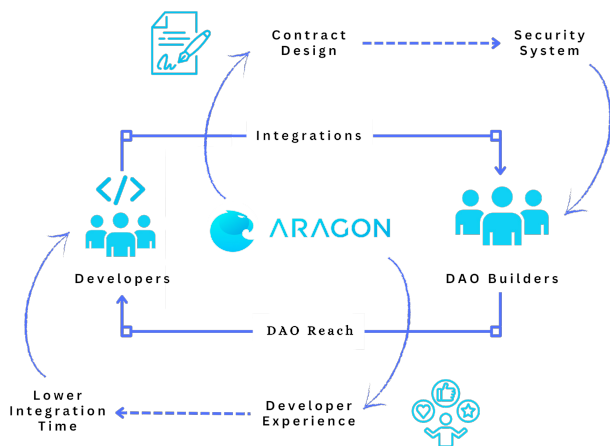 Contract
Design
Security
System
Integrations
</>
ARAGON
Developers
DAO Builders
DAO Reach
Lower
Integration
Time
Developer
Experience